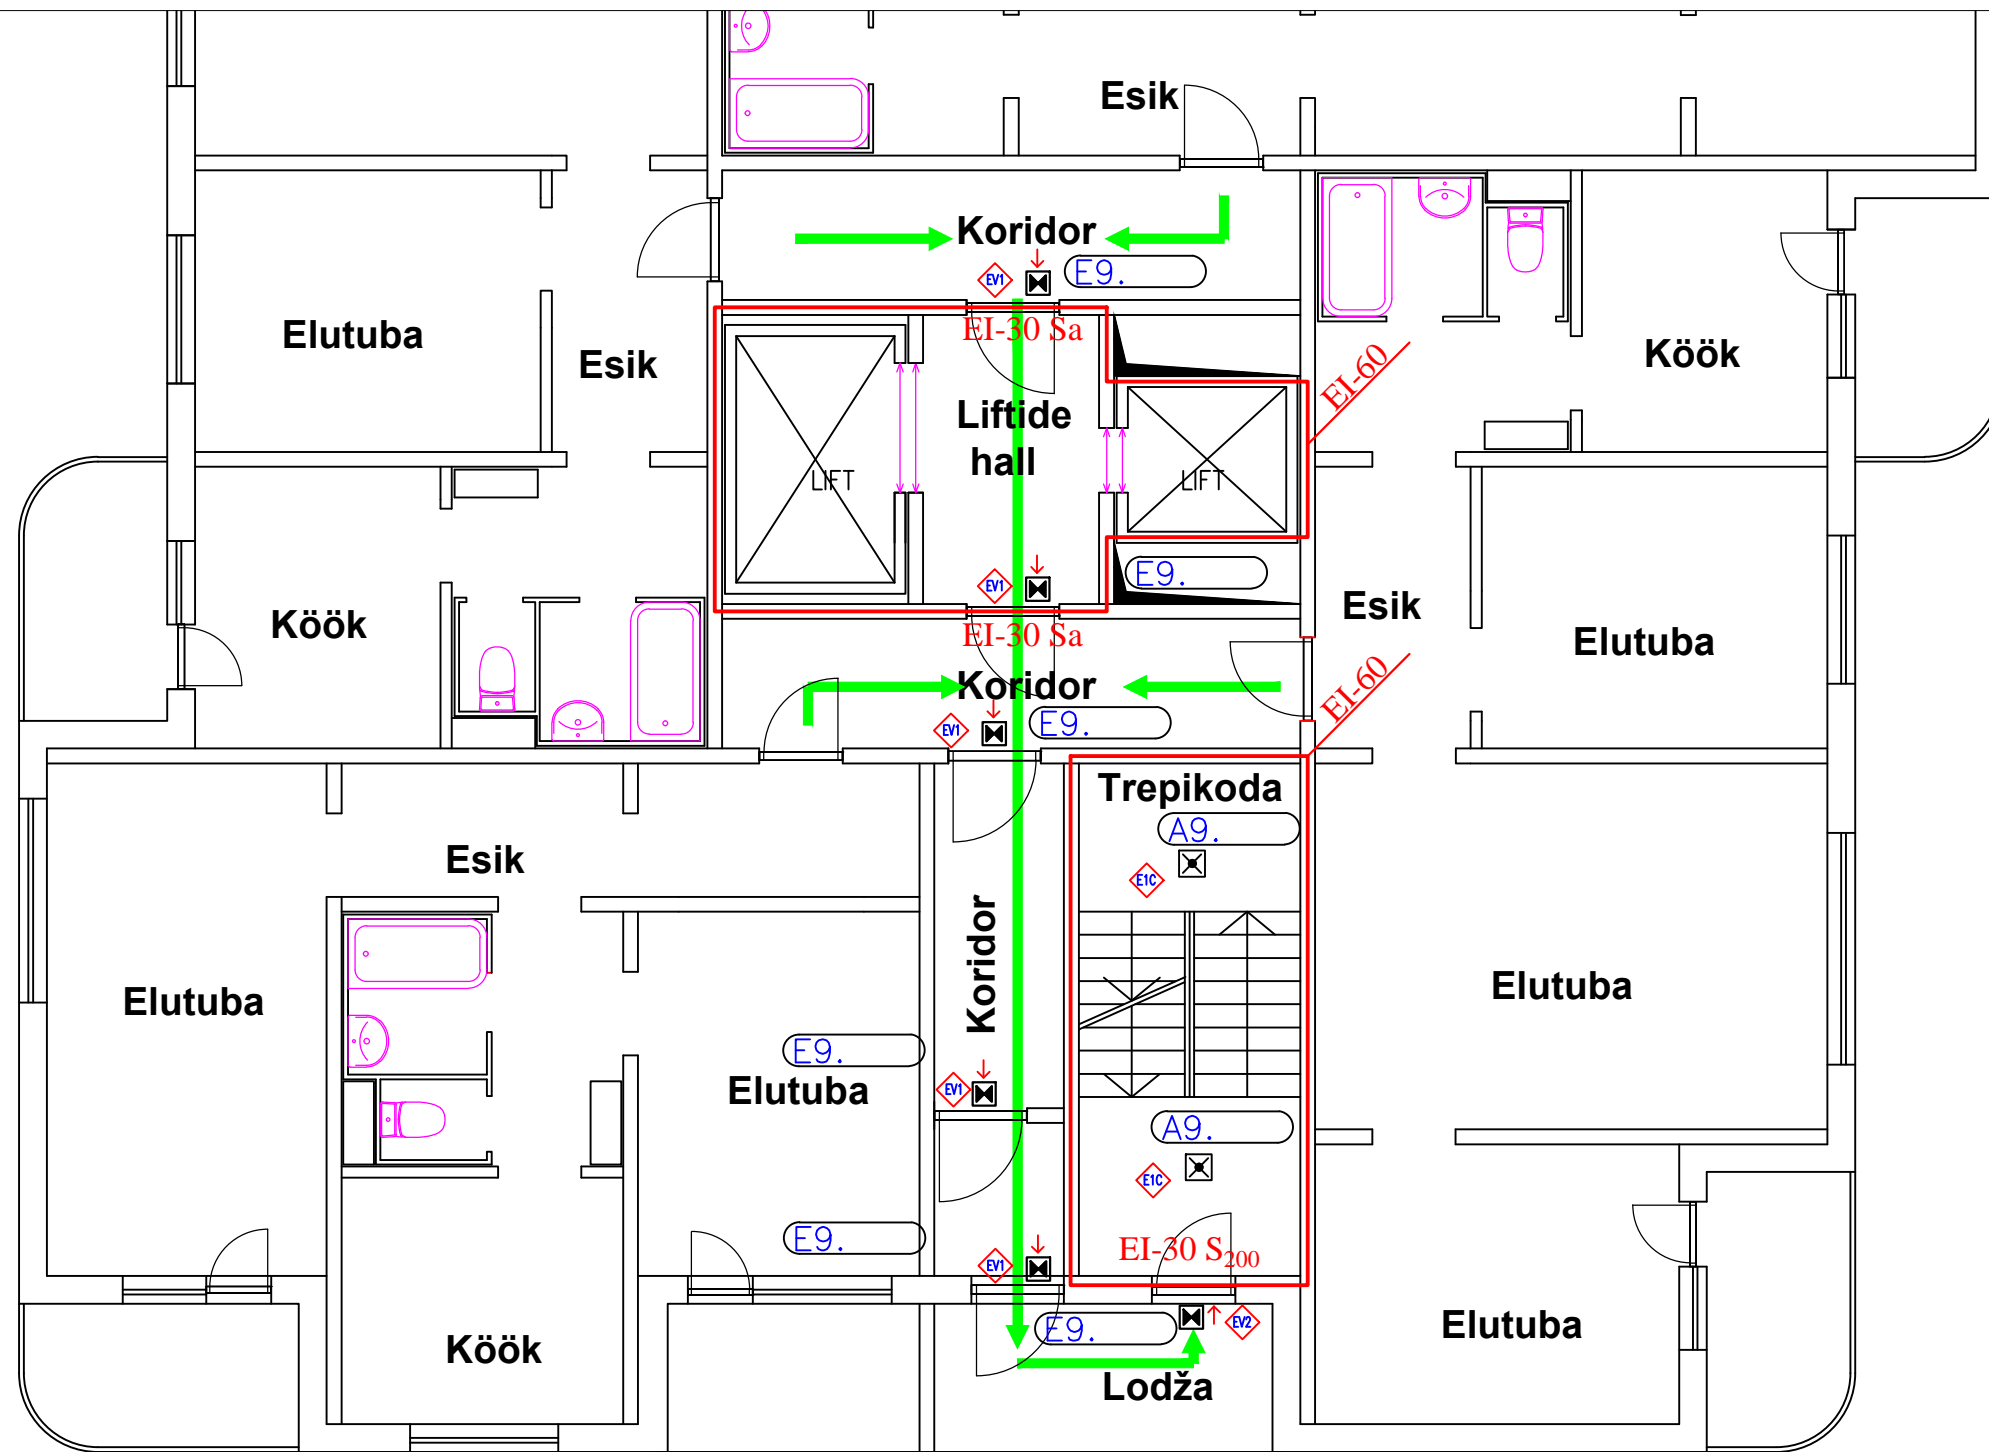 Esik
Koridor
EV1
E9.
EI-30 Sa
Elutuba
Esik
EI-60
Köök
Liftide
hall
LIFT
LIFT
EV1
E9.
Esik
Köök
EI-30 Sa
Elutuba
Koridor
EI-60
EV1
E9.
Trepikoda
A9.
E1C
Esik
Koridor
Elutuba
Elutuba
E9.
Elutuba
EV1
A9.
E1C
E9.
EI-30 S200
EV1
E9.
EV2
Elutuba
Köök
Lodža